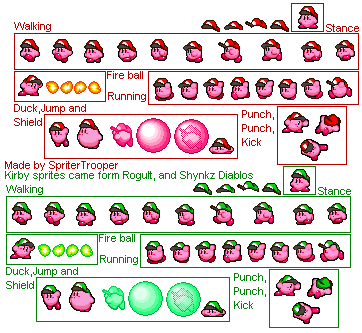 Walking
Stance
Fire ball
Running
Duck,Jump and
Shield
Punch,
Punch,
Kick
Made by SpriterTrooper
Kirby sprites came form Rogult, and Shynkz Diablos
Walking
Stance
Fire ball
Running
Duck,Jump and
Shield
Punch,
Punch,
Kick